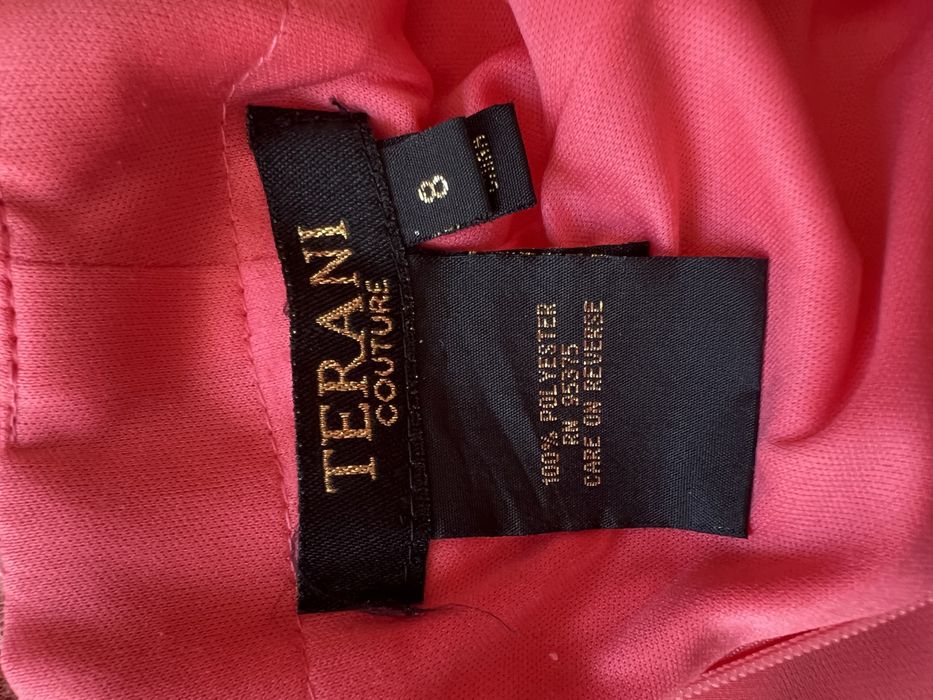 TERANI
COUTURE
8
100% POLYESTER
RN 95375
CARE ON REVERSE